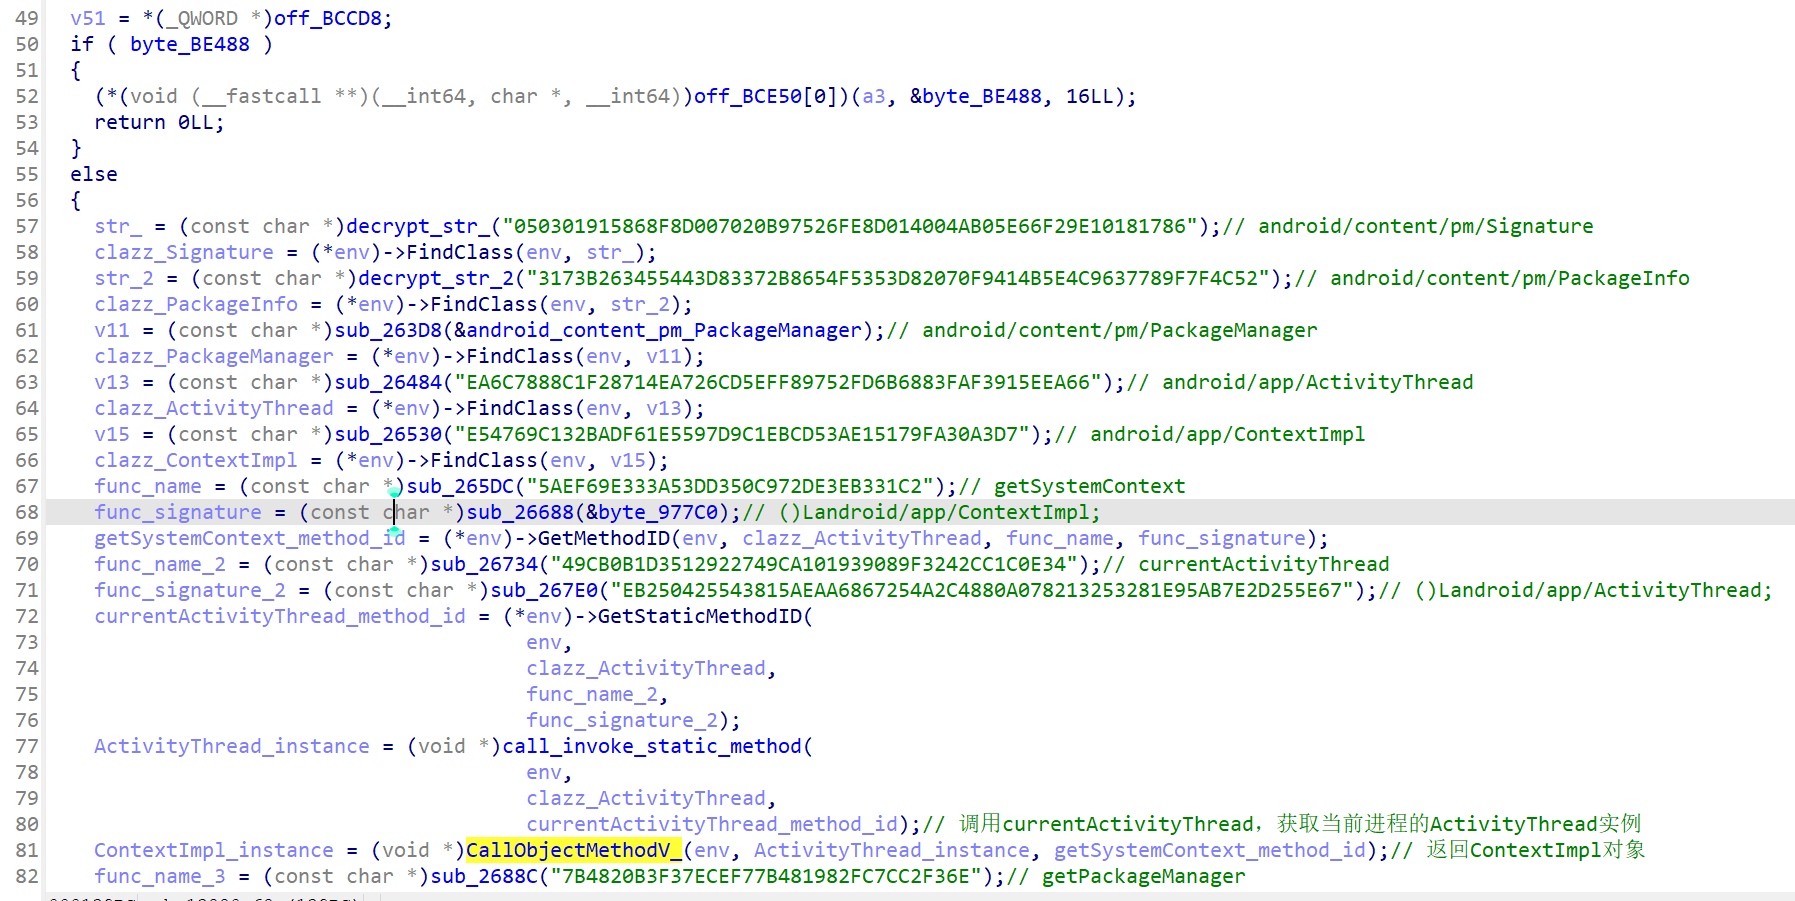 49 v51 = *(_QWORD *)off_BCCD8;
50 if ( byte_BE488 )
51 {
52 (*(void (__fastcall **)(__int64, char *, __int64))off_BCE50[0])(a3, &byte_BE488, 16LL);
53 return 0LL;
54 }
55 else
56 {
57 str_ = (const char *)decrypt_str_("050301915868F8D007020B97526FE8D014004AB05E66F29E10181786");// android/content/pm/Signature
58 clazz_Signature = (*env)->FindClass(env, str_);
59 str_2 = (const char *)decrypt_str_2("3173B263455443D83372B8654F5353D82070F9414B5E4C9637789F7F4C52");// android/content/pm/PackageInfo
60 clazz_PackageInfo = (*env)->FindClass(env, str_2);
61 v11 = (const char *)sub_263D8(&android_content_pm_PackageManager);// android/content/pm/PackageManager
62 clazz_PackageManager = (*env)->FindClass(env, v11);
63 v13 = (const char *)sub_26484("EA6C7888C1F28714EA726CD5EFF89752FD6B6883FAF3915EEA66");// android/app/ActivityThread
64 clazz_ActivityThread = (*env)->FindClass(env, v13);
65 v15 = (const char *)sub_26530("E54769C132BADF61E5597D9C1EBCD53AE15179FA30A3D7");// android/app/ContextImpl
66 clazz_ContextImpl = (*env)->FindClass(env, v15);
67 func_name = (const char *)sub_265DC("5AEF69E333A53DD350C972DE3EB331C2");// getSystemContext
68 func_signature = (const char *)sub_26688(&byte_977C0);// ()Landroid/app/ContextImpl;
69 getSystemContext_method_id = (*env)->GetMethodID(env, clazz_ActivityThread, func_name, func_signature);
70 func_name_2 = (const char *)sub_26734("49CB0B1D3512922749CA101939089F3242CC1C0E34");// currentActivityThread
71 func_signature_2 = (const char *)sub_267E0("EB250425543815AEAA6867254A2C4880A078213253281E95AB7E2D255E67");// ()Landroid/app/ActivityThread;
72 currentActivityThread_method_id = (*env)->GetStaticMethodID(
73 env,
74 clazz_ActivityThread,
75 func_name_2,
76 func_signature_2);
77 ActivityThread_instance = (void *)call_invoke_static_method(
78 env,
79 clazz_ActivityThread,
80 currentActivityThread_method_id);// 调用currentActivityThread，获取当前进程的ActivityThread实例
81 ContextImpl_instance = (void *)CallObjectMethodV_(env, ActivityThread_instance, getSystemContext_method_id);// 返回ContextImpl对象
82 func_name_3 = (const char *)sub_2688C("7B4820B3F37ECEF77B481982FC7CC2F36E");// getPackageManager